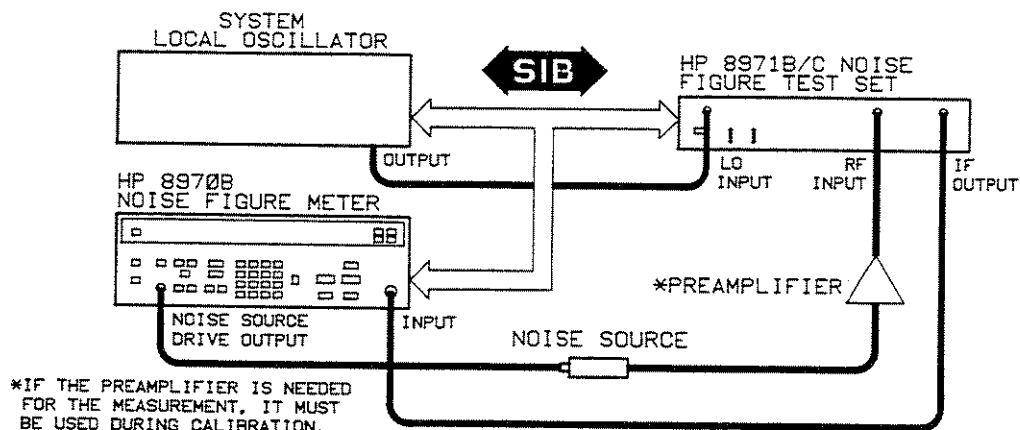 SYSTEM
LOCAL OSCILLATOR
SIB
HP 8971B/C NOISE
FIGURE TEST SET
OUTPUT
LO
INPUT
RF
INPUT
IF
OUTPUT
HP 8970B
NOISE FIGURE METER
*PREAMPLIFIER
NOISE SOURCE
DRIVE OUTPUT
INPUT
NOISE SOURCE
*IF THE PREAMPLIFIER IS NEEDED
FOR THE MEASUREMENT, IT MUST
BE USED DURING CALIBRATION.